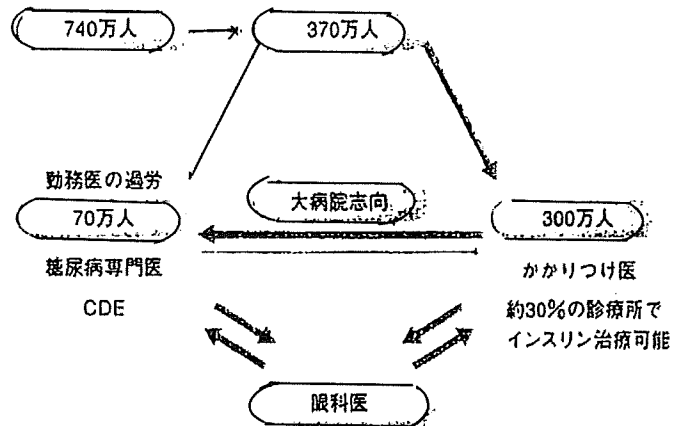 740万人
370万人
勤務医の過労
大病院志向
70万人
300万人
糖尿病専門医
かかりつけ医
CDE
約30%の診療所で
インスリン治療可能
眼科医